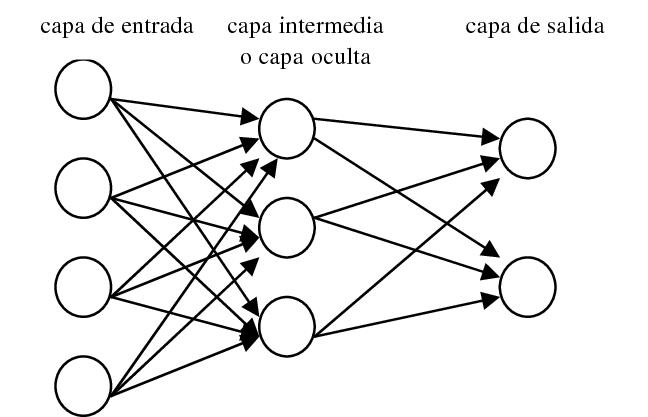 capa de entrada
capa intermedia
o capa oculta
capa de salida